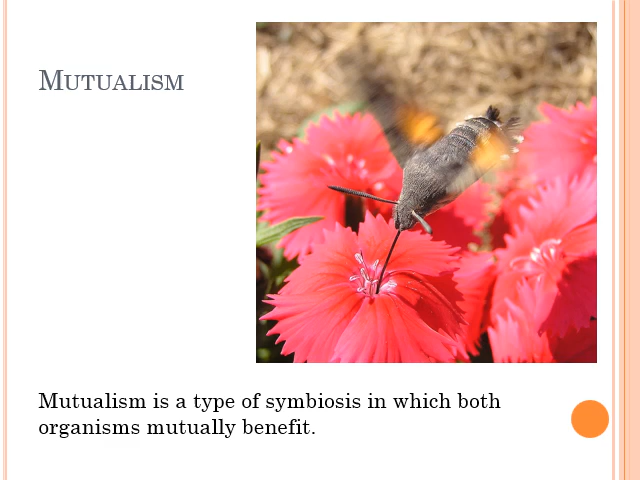 Mutualism
Mutualism is a type of symbiosis in which both
organisms mutually benefit.